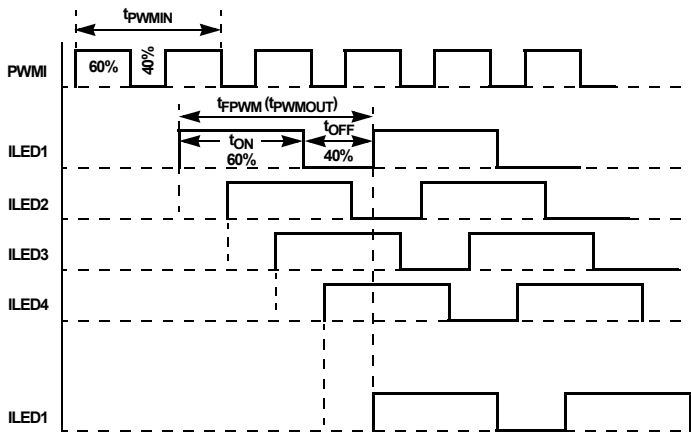 tPWMIN
PWMI
60%
40%
tFPWM (tPWMOUT)
tON
tOFF
60%
40%
ILED1
ILED2
ILED3
ILED4
ILED1